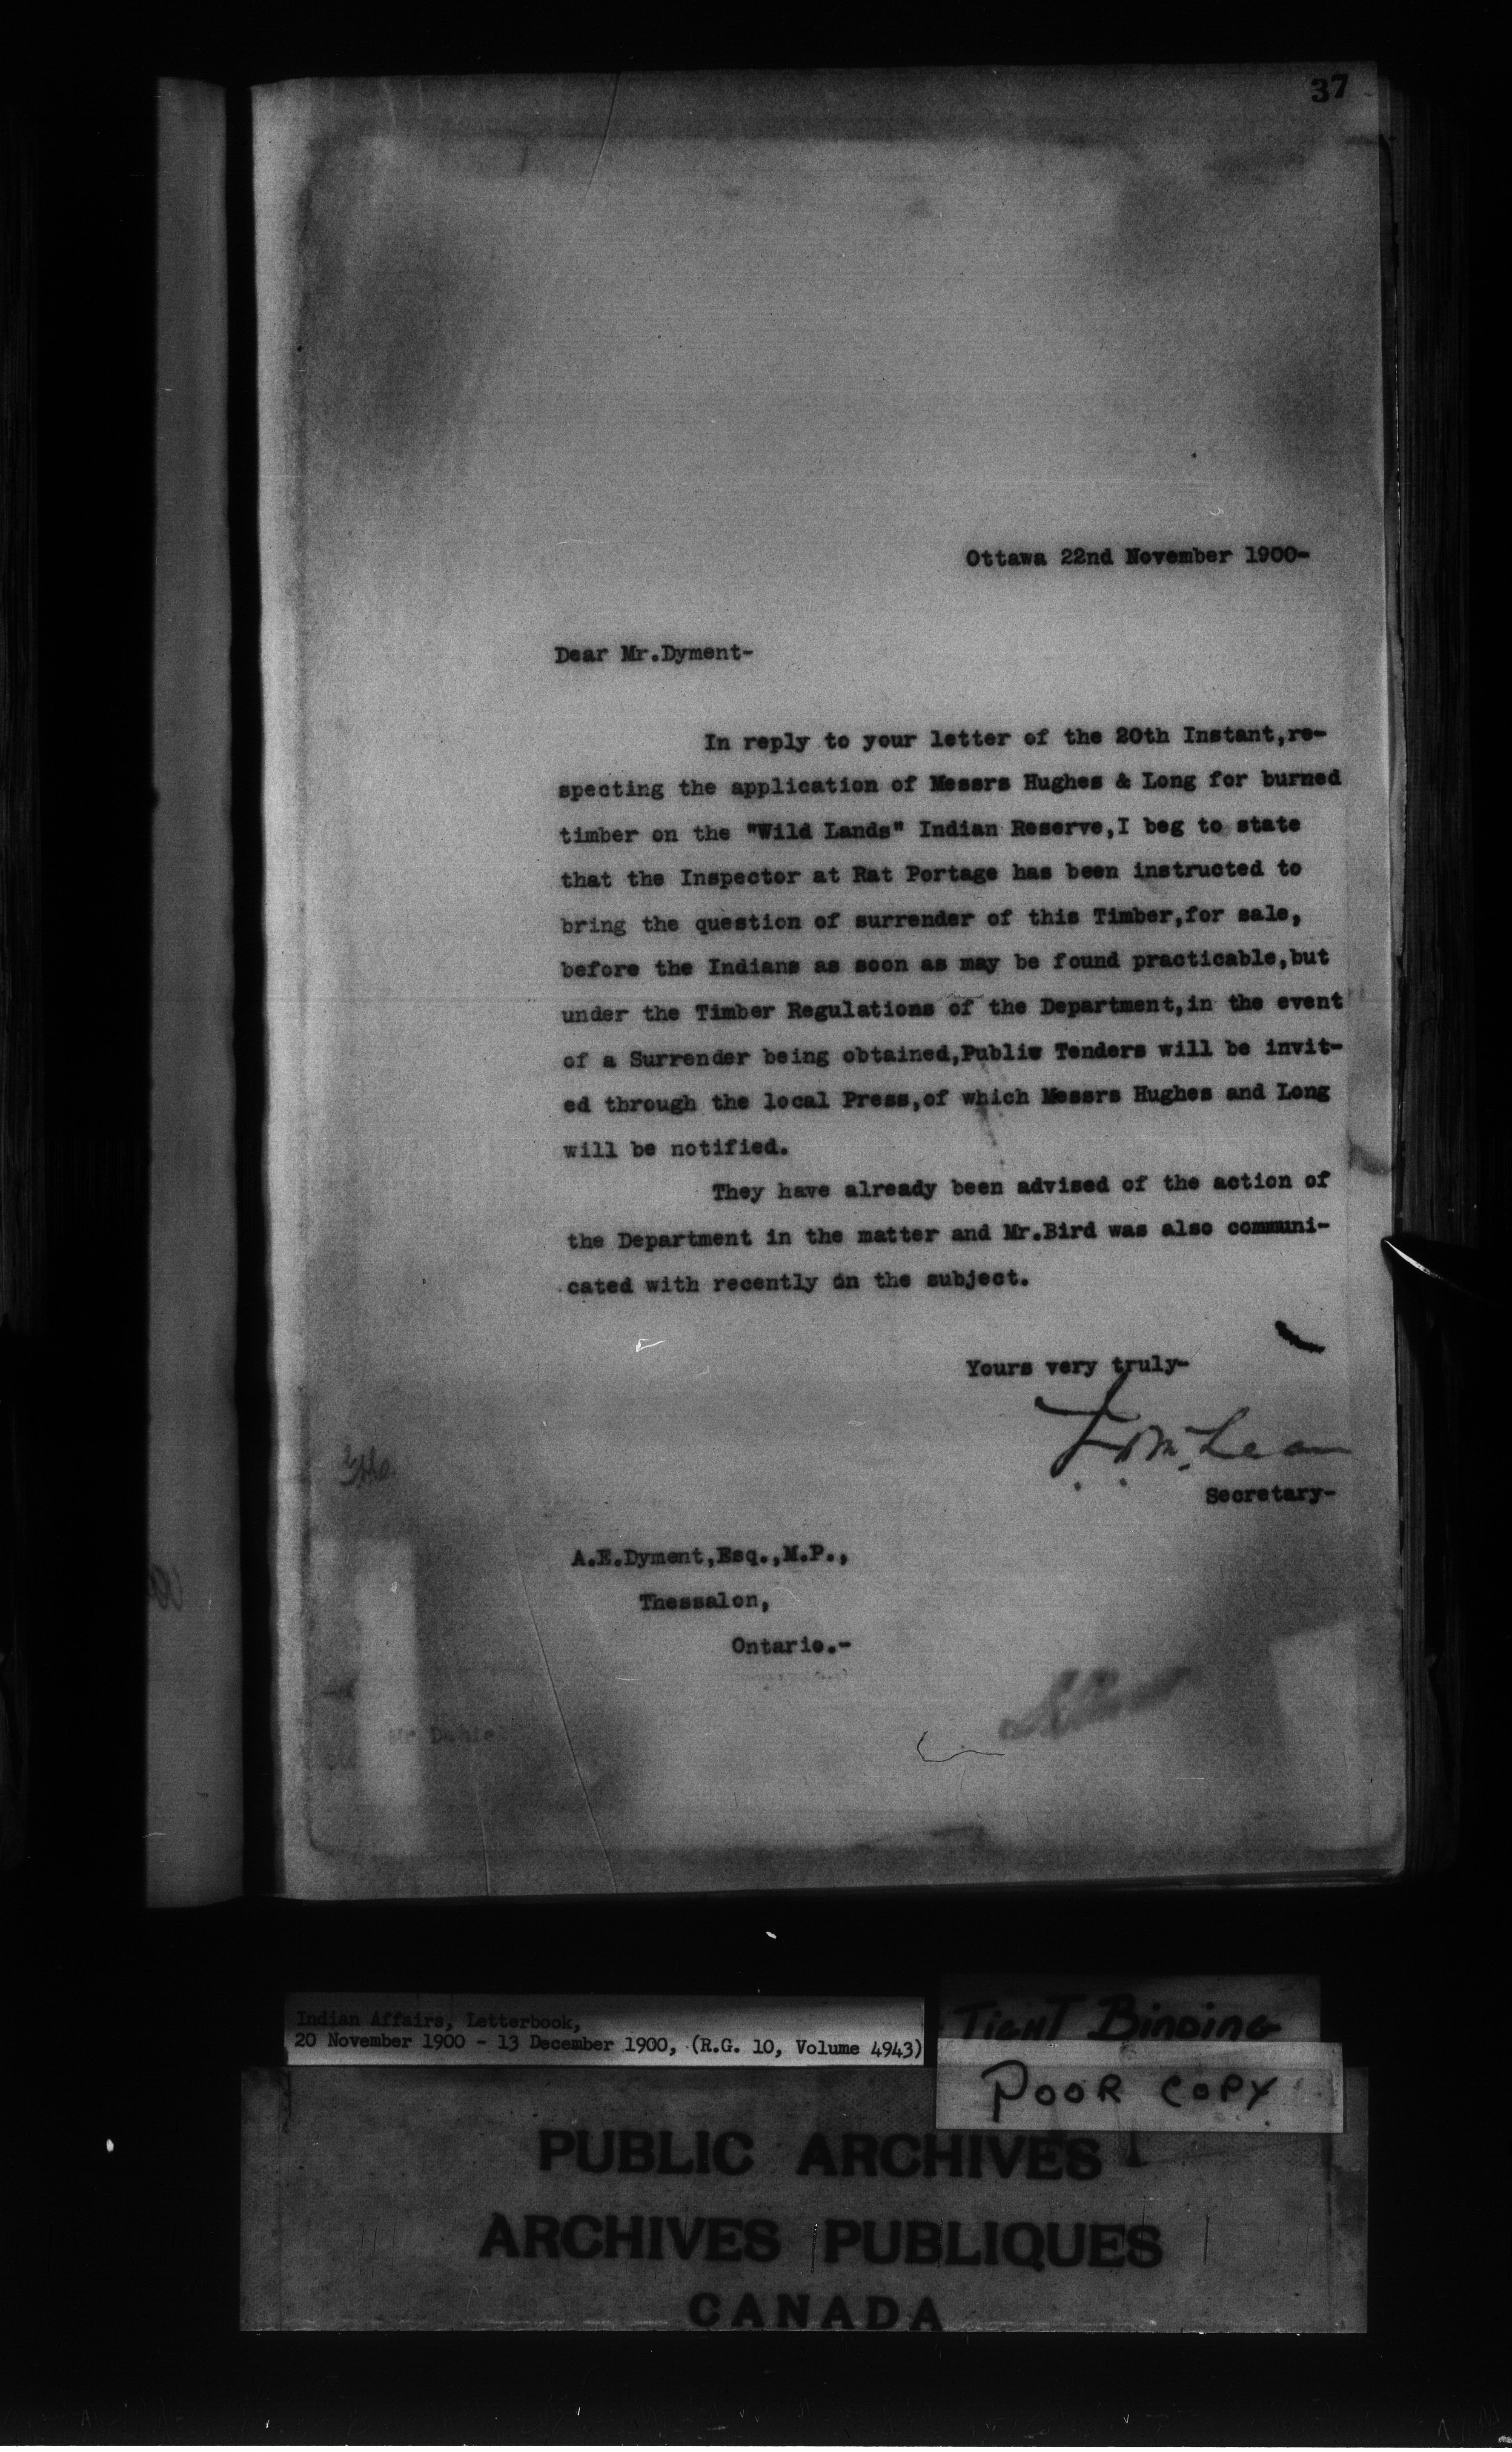 37
Ottawa 22nd November 1900-
Dear Mr.Dyment-
In reply to your letter of the 20th Instant,re-
specting the application of Messrs Hughes & Long for burned
timber on the "Wild Lands" Indian Reserve,I beg to state
that the Inspector at Rat Portage has been instructed to
bring the question of surrender of this Timber,for sale,
before the Indians as soon as may be found practicable,but
under the Timber Regulations of the Department,in the event
of a Surrender being obtained,Public Tenders will be invit-
ed through the local Press,of which Messrs Hughes and Long
will be notified.
They have already been advised of the action of
the Department in the matter and Mr.Bird was also communi-
cated with recently on the subject.
Yours very truly-
McLean
Secretary-
A.E.Dyment,Esq.,M.P.,
Thessalon,
Ontario.-
Indian Affairs, Letterbook,
20 November 1900 - 13 December 1900, (R.G. 10, Volume 4943)
TIGHT BINDING
POOR COPY
PUBLIC ARCHIVES
ARCHIVES PUBLIQUES
CANADA